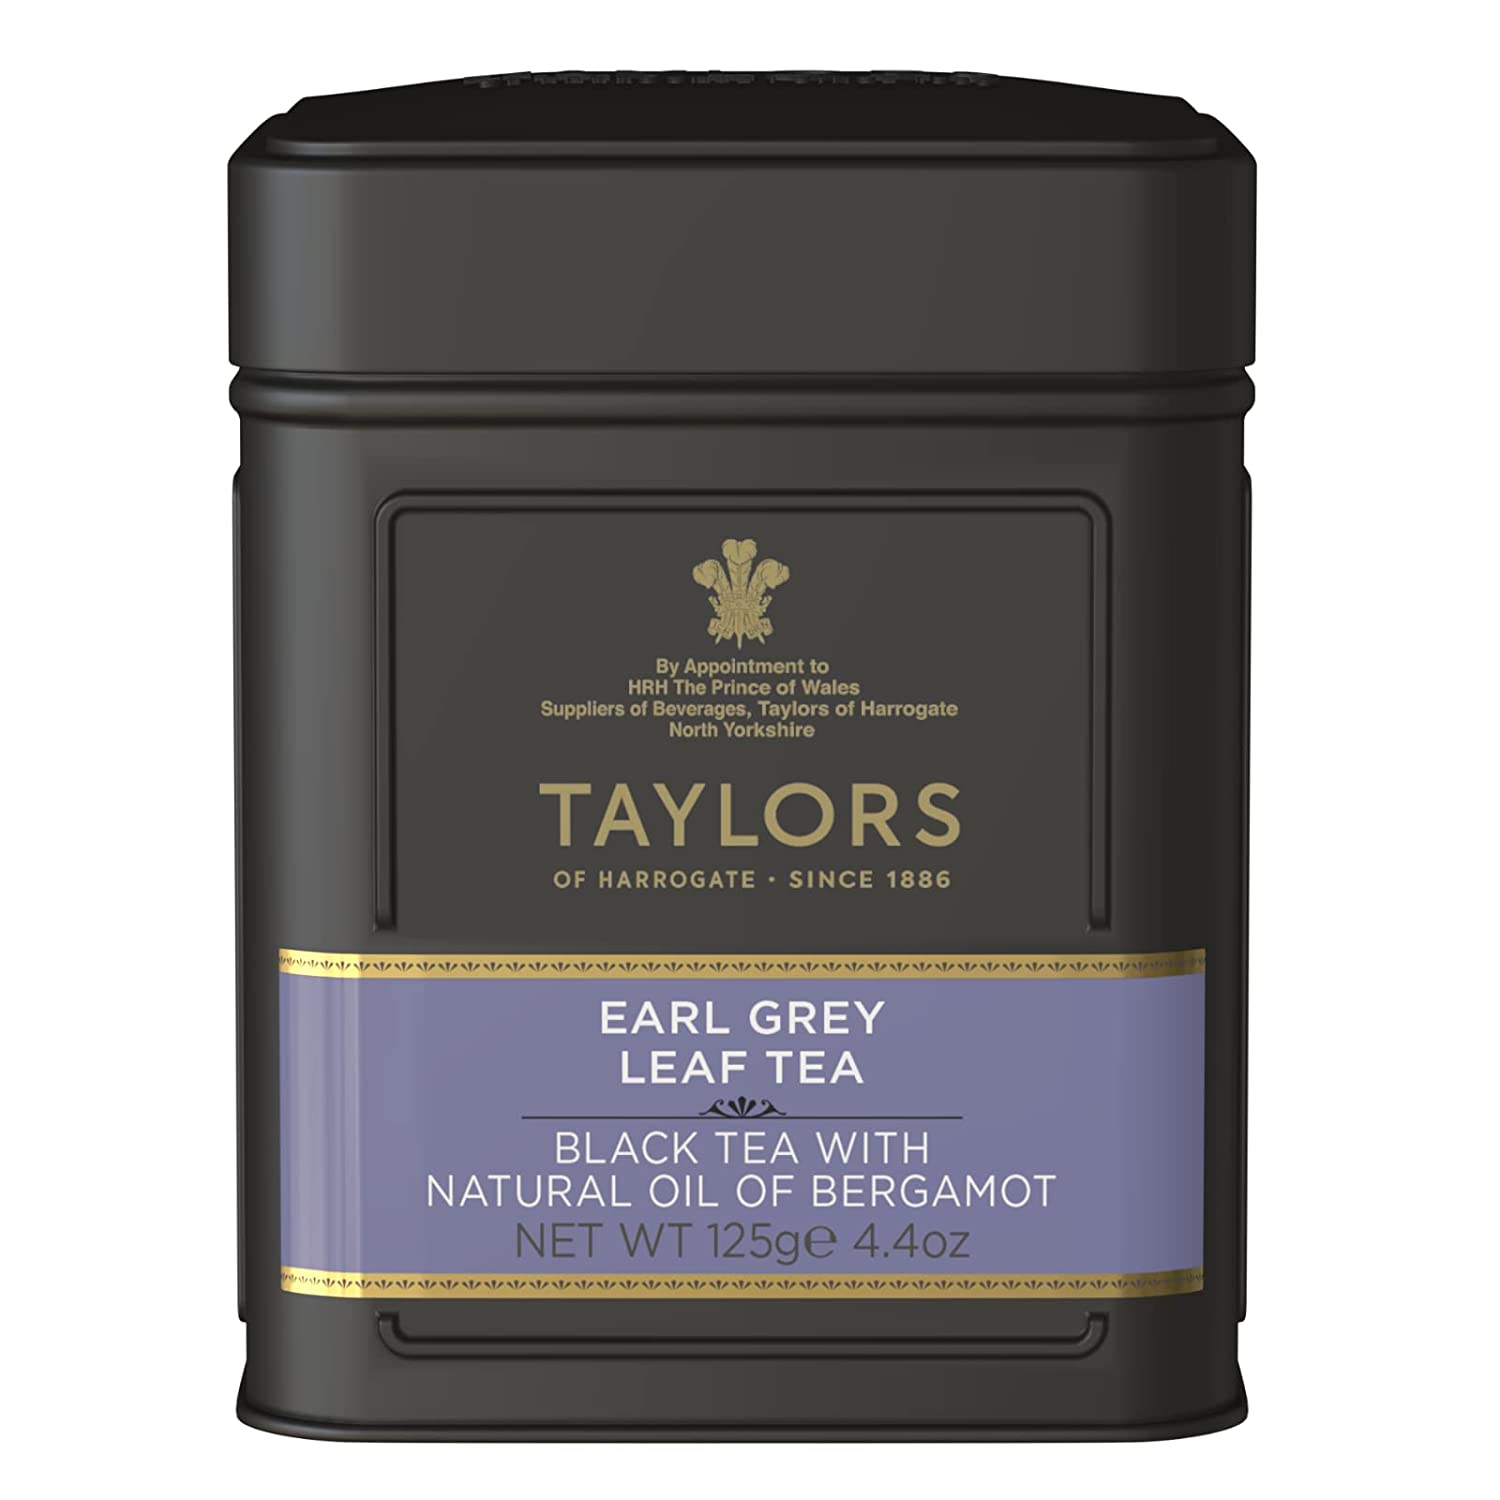 By Appointment to
HRH The Prince of Wales
Suppliers of Beverages, Taylors of Harrogate
North Yorkshire
TAYLORS
OF HARROGATE · SINCE 1886
EARL GREY
LEAF TEA
BLACK TEA WITH
NATURAL OIL OF BERGAMOT
NET WT 125g℮ 4.4oz